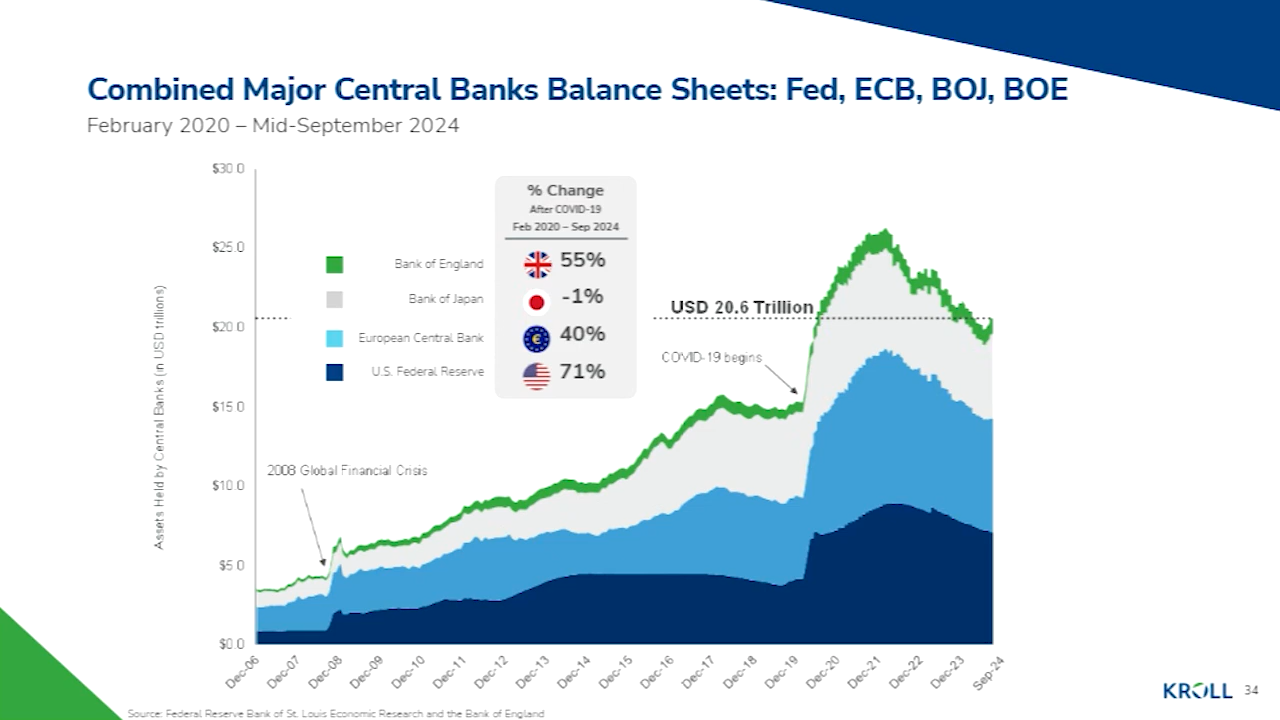 Combined Major Central Banks Balance Sheets: Fed, ECB, BOJ, BOE
February 2020 – Mid-September 2024
Assets Held by Central Banks (in USD trillions)
$30.0
$25.0
$20.0
$15.0
$10.0
$5.0
$0.0
Bank of England
Bank of Japan
European Central Bank
U.S. Federal Reserve
% Change
After COVID-19
Feb 2020 – Sep 2024
55%
-1%
40%
71%
USD 20.6 Trillion
COVID-19 begins
2008 Global Financial Crisis
Dec-06
Dec-07
Dec-08
Dec-09
Dec-10
Dec-11
Dec-12
Dec-13
Dec-14
Dec-15
Dec-16
Dec-17
Dec-18
Dec-19
Dec-20
Dec-21
Dec-22
Dec-23
Sep-24
Source: Federal Reserve Bank of St. Louis Economic Research and the Bank of England
KROLL
34